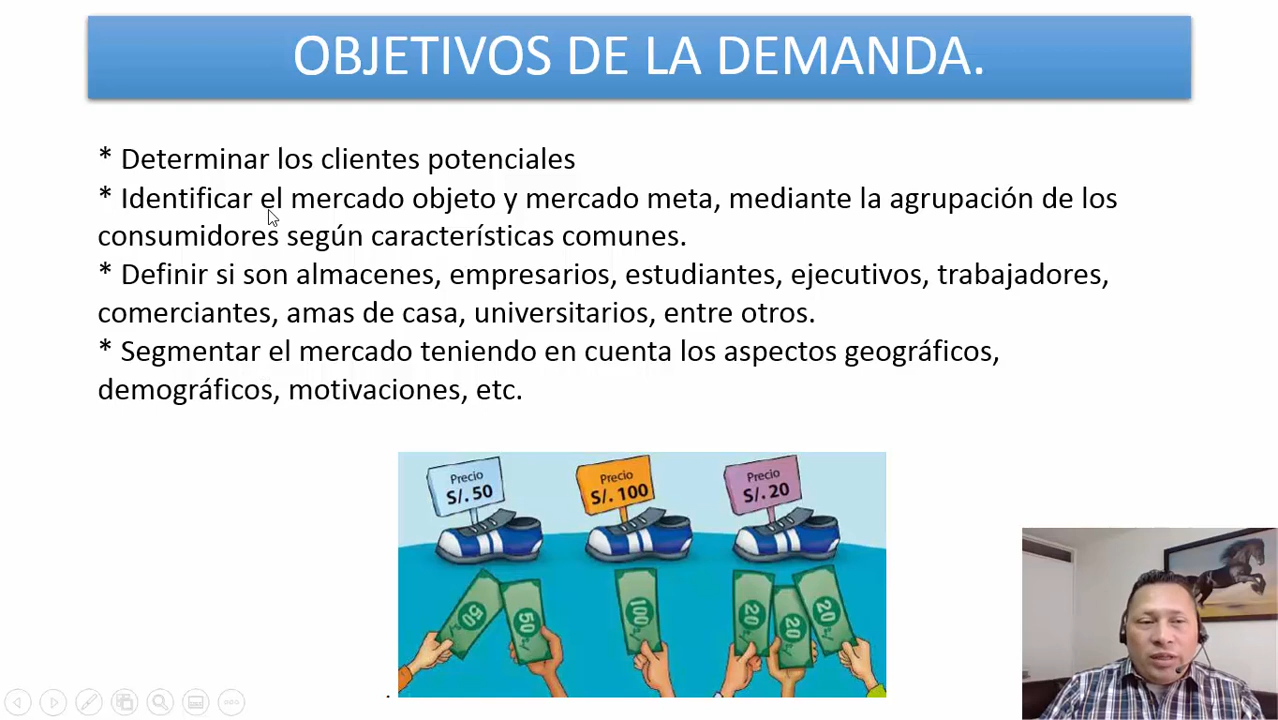 OBJETIVOS DE LA DEMANDA.
* Determinar los clientes potenciales
* Identificar el mercado objeto y mercado meta, mediante la agrupación de los
consumidores según características comunes.
* Definir si son almacenes, empresarios, estudiantes, ejecutivos, trabajadores,
comerciantes, amas de casa, universitarios, entre otros.
* Segmentar el mercado teniendo en cuenta los aspectos geográficos,
demográficos, motivaciones, etc.
Precio
S/. 50
Precio
S/. 100
Precio
S/. 20
50
50
100
20
20
20
.